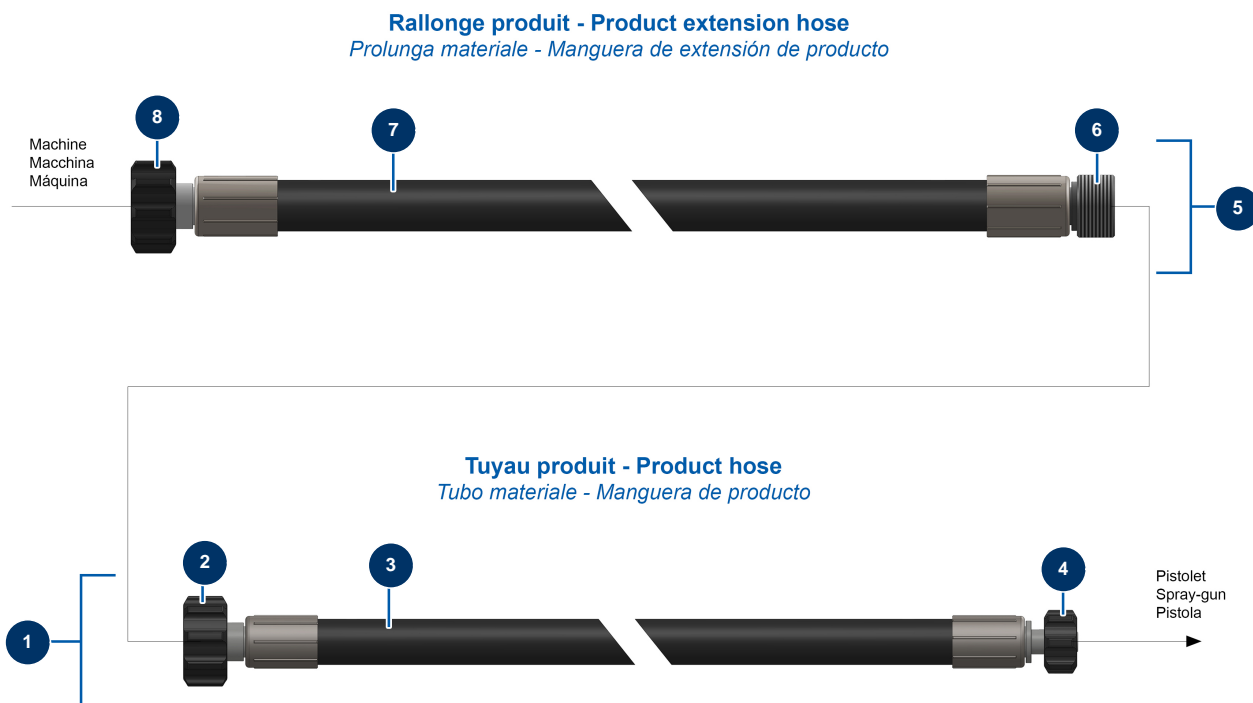 Rallonge produit - Product extension hose
Prolunga materiale - Manguera de extensión de producto
8
7
6
Machine
Macchina
Máquina
5
Tuyau produit - Product hose
Tubo materiale - Manguera de producto
2
3
4
Pistolet
Spray-gun
Pistola
1